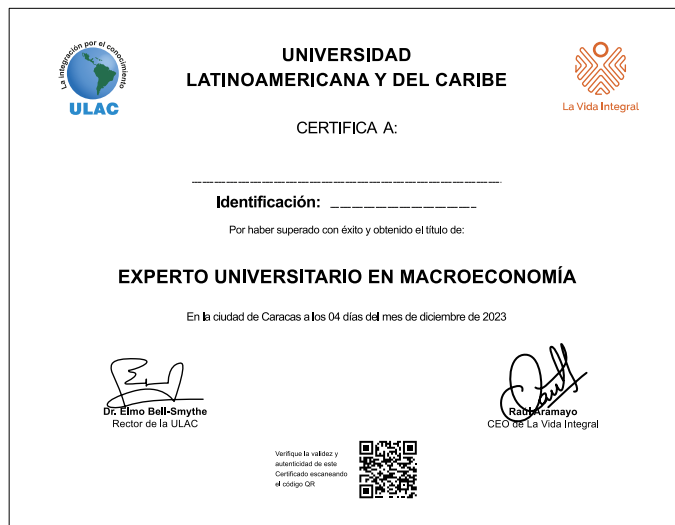 La integración por el conocimiento
ULAC
UNIVERSIDAD
LATINOAMERICANA Y DEL CARIBE
La Vida Integral
CERTIFICA A:
Identificación:
Por haber superado con éxito y obtenido el título de:
EXPERTO UNIVERSITARIO EN MACROECONOMÍA
En la ciudad de Caracas a los 04 días del mes de diciembre de 2023
Dr. Elmo Bell-Smythe
Rector de la ULAC
Raúl Aramayo
CEO de La Vida Integral
Verifique la validez y
autenticidad de este
Certificado escaneando
el código QR